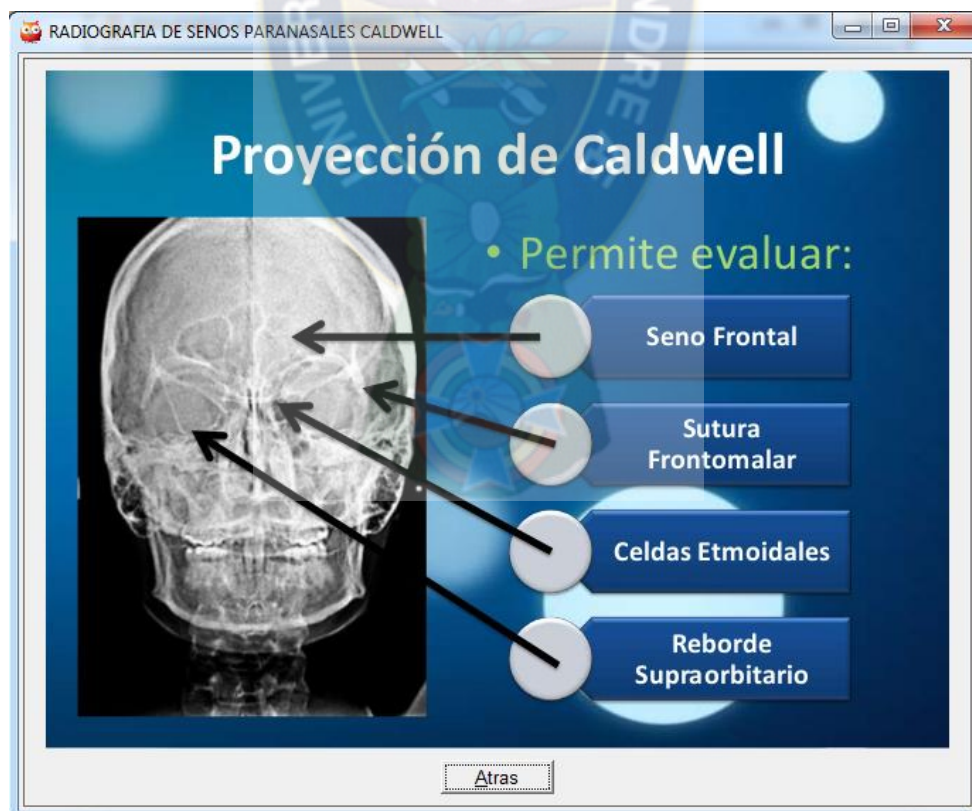 RADIOGRAFIA DE SENOS PARANASALES CALDWELL
Proyección de Caldwell
• Permite evaluar:
Seno Frontal
Sutura
Frontomalar
Celdas Etmoidales
Reborde
Supraorbitario
Atras